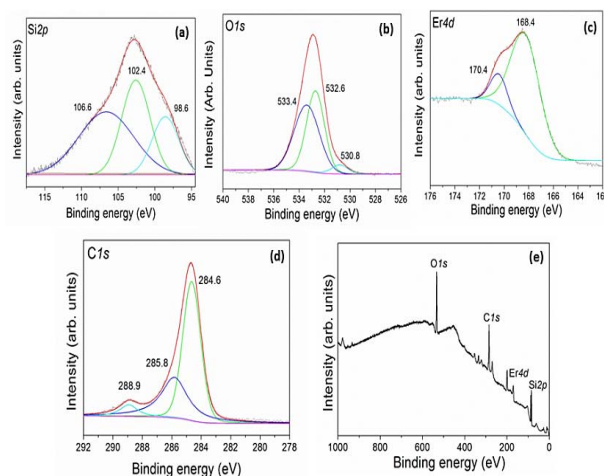 Si2p
(a)
106.6
102.4
98.6
Intensity (arb. units)
115 110 105 100 95
Binding energy (eV)
O1s
(b)
533.4
532.6
530.8
Intensity (Arb. Units)
540 538 536 534 532 530 528 526
Binding energy (eV)
Er4d
(c)
168.4
170.4
Intensity (arb. units)
176 174 172 170 168 166 164
Binding energy (eV)
C1s
(d)
284.6
285.8
288.9
Intensity (arb. units)
292 290 288 286 284 282 280 278
Binding energy (eV)
(e)
O1s
C1s
Er4d
Si2p
Intensity (arb. units)
1000 800 600 400 200 0
Binding energy (eV)